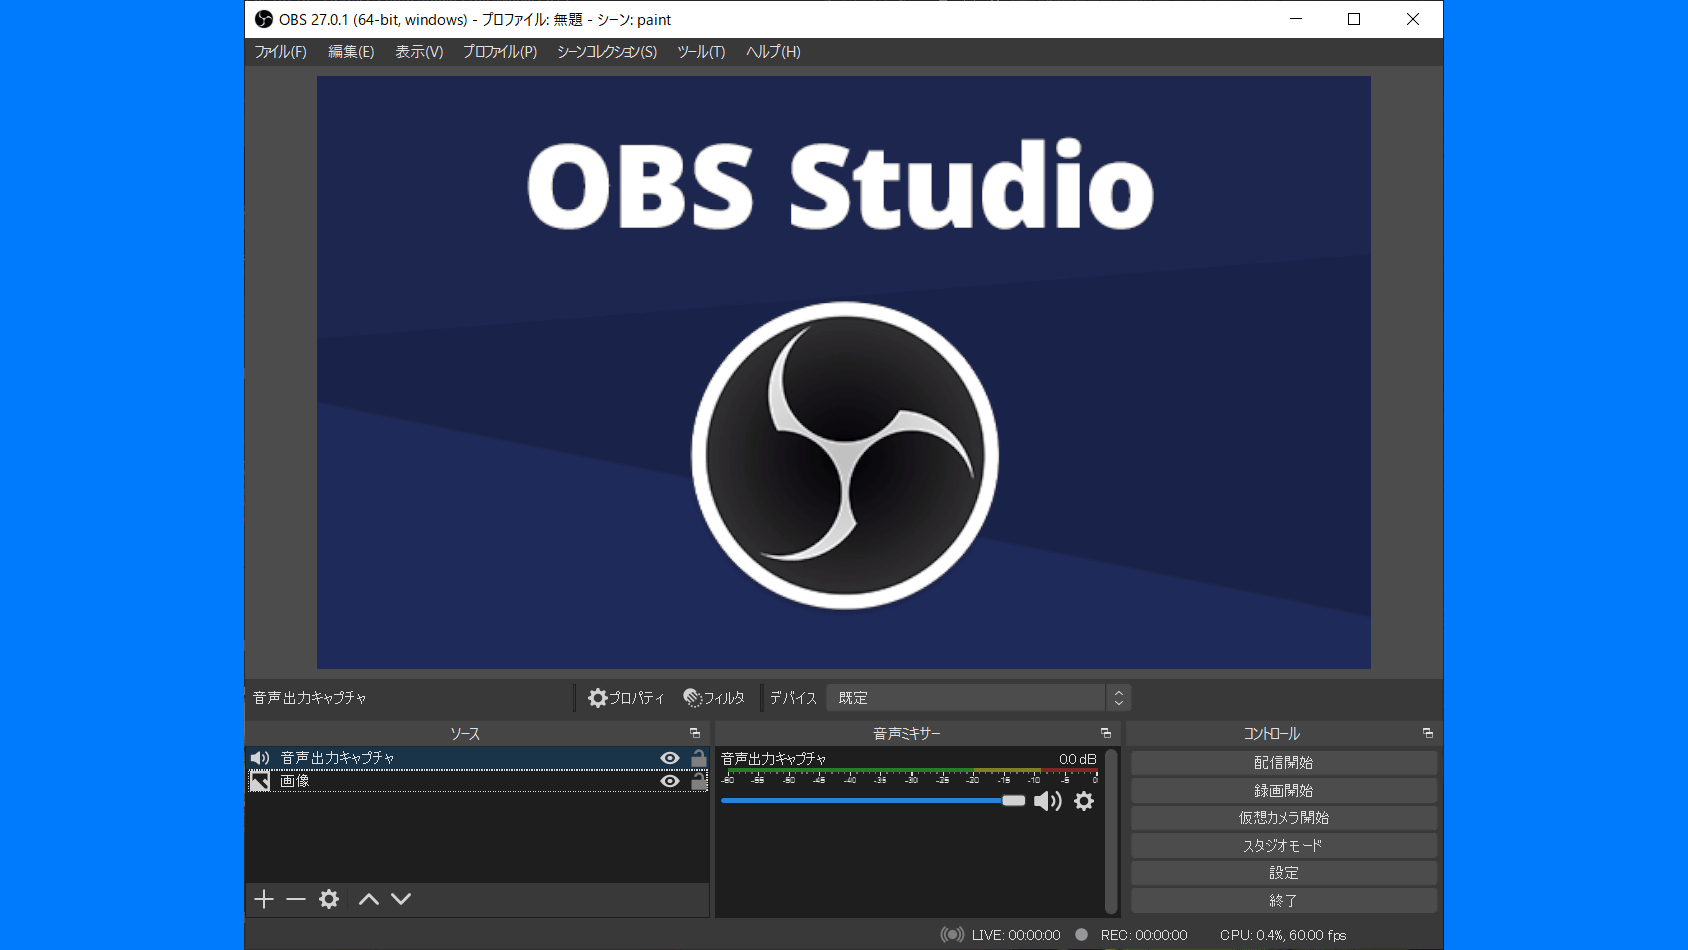 OBS 27.0.1 (64-bit, windows) - プロファイル: 無題 - シーン: paint
ファイル(F) 編集(E) 表示(V) プロファイル(P) シーンコレクション(S) ツール(T) ヘルプ(H)
OBS Studio
音声出力キャプチャ プロパティ フィルタ デバイス 既定
ソース
音声出力キャプチャ
画像
音声ミキサー
音声出力キャプチャ 0.0 dB
-60 -55 -50 -45 -40 -35 -30 -25 -20 -15 -10 -5 0
コントロール
配信開始
録画開始
仮想カメラ開始
スタジオモード
設定
終了
LIVE: 00:00:00 REC: 00:00:00 CPU: 0.4%, 60.00 fps